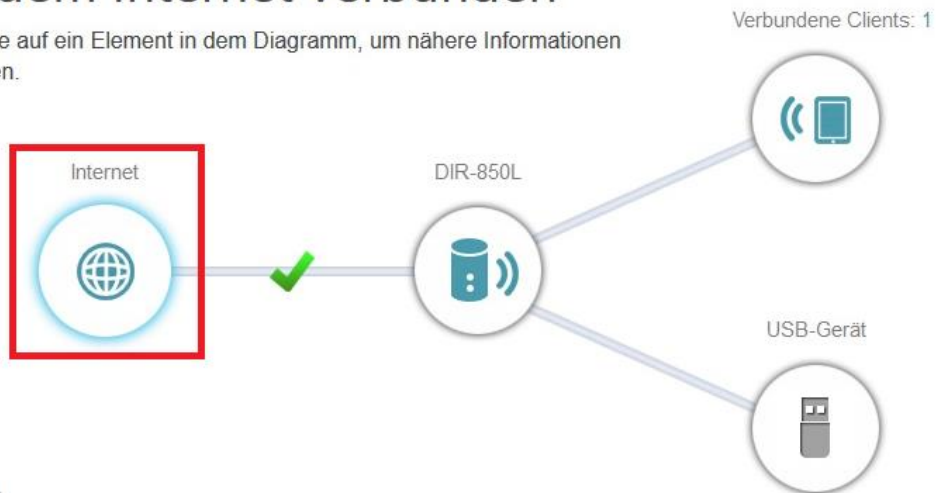 Verbundene Clients: 1
e auf ein Element in dem Diagramm, um nähere Informationen
en.
Internet
DIR-850L
USB-Gerät